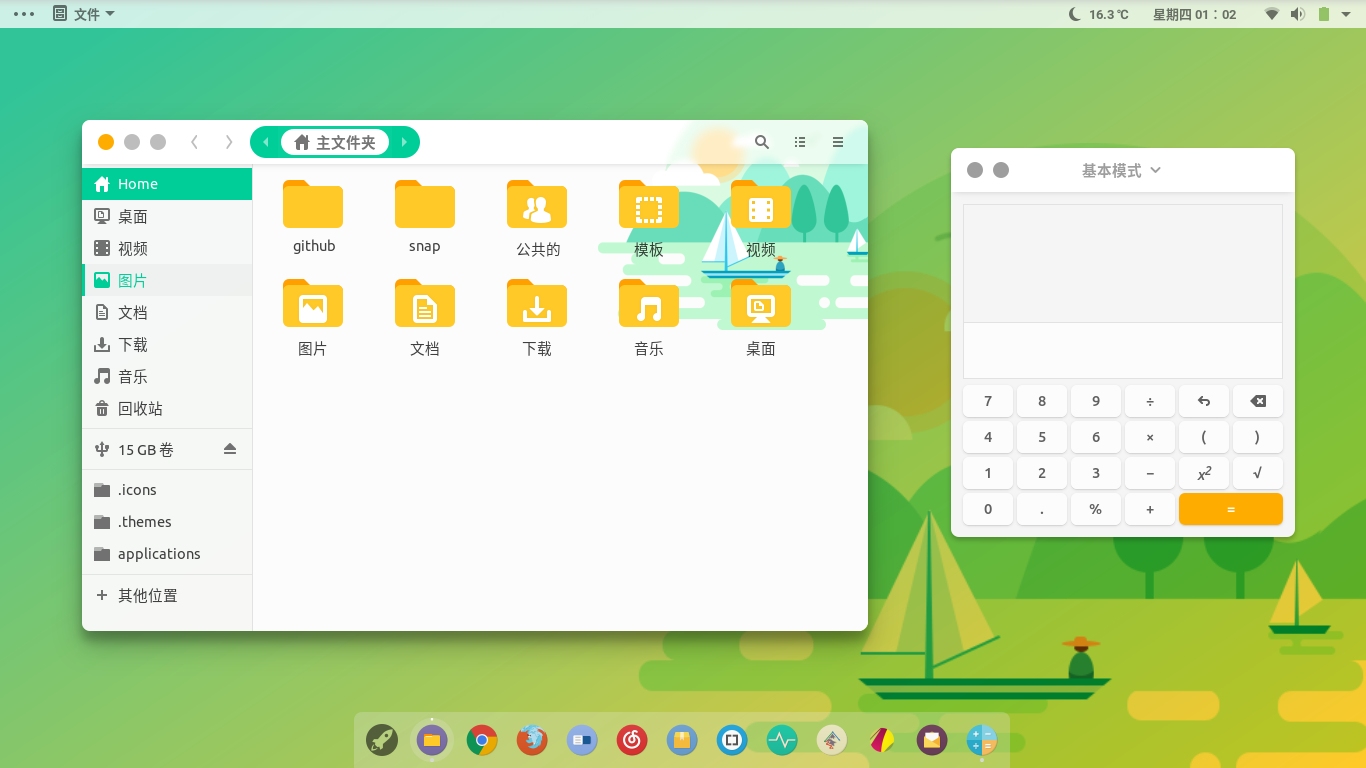 文件
16.3 ℃
星期四 01：02
主文件夹
Home
桌面
视频
图片
文档
下载
音乐
回收站
15 GB 卷
.icons
.themes
applications
其他位置
github
snap
公共的
模板
视频
图片
文档
下载
音乐
桌面
基本模式
7 8 9 ÷
4 5 6 × ( )
1 2 3 − x² √
0 . % + =